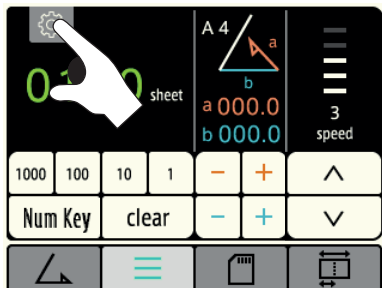 A 4
a
b
sheet
a 000.0
b 000.0
3
speed
1000 100 10 1 - +
Num Key clear - +